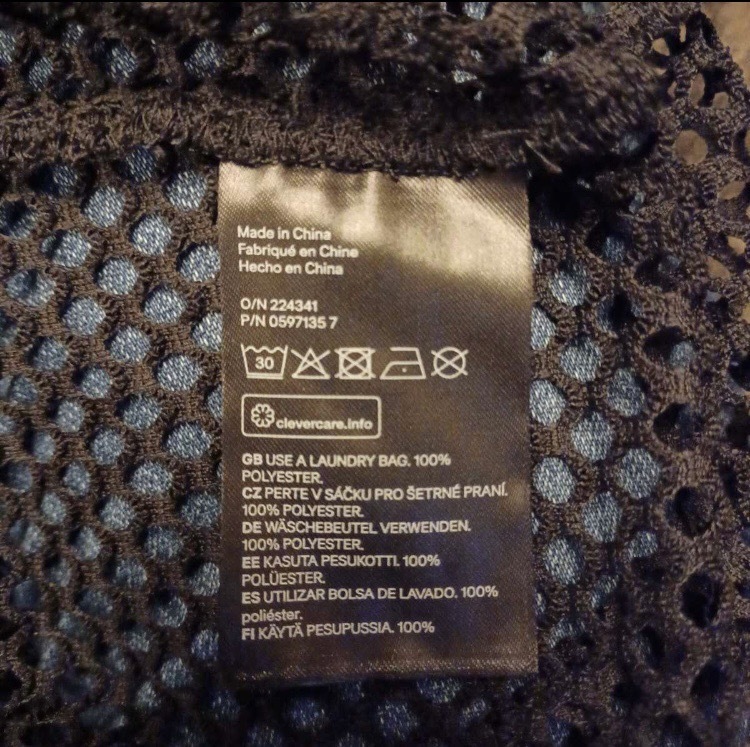 Made in China
Fabriqué en Chine
Hecho en China
O/N 224341
P/N 0597135 7
30
clevercare.info
GB USE A LAUNDRY BAG. 100%
POLYESTER.
CZ PERTE V SÁČKU PRO ŠETRNÉ PRANÍ.
100% POLYESTER.
DE WÄSCHEBEUTEL VERWENDEN.
100% POLYESTER.
EE KASUTA PESUKOTTI. 100%
POLÜESTER.
ES UTILIZAR BOLSA DE LAVADO. 100%
poliéster.
FI KÄYTÄ PESUPUSSIA. 100%